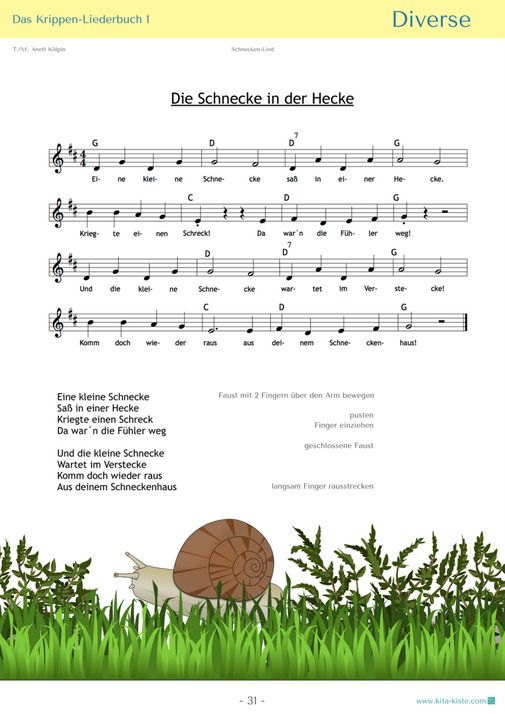 Das Krippen-Liederbuch 1
Diverse
T./M.: Anett Kölpin
Schnecken-Lied
Die Schnecke in der Hecke
G D D7 G
Ei- ne klei- ne Schne- cke saß in ei- ner He- cke.
C D G
Krieg- te ei- nen Schreck! Da war´n die Füh- ler weg!
D D7 G
Und die klei- ne Schne- cke war- tet im Ver- ste- cke!
C D G
Komm doch wie- der raus aus dei- nem Schne- cken- haus!
Eine kleine Schnecke
Faust mit 2 Fingern über den Arm bewegen
Saß in einer Hecke
Kriegte einen Schreck
pusten
Da war´n die Fühler weg
Finger einziehen
Und die kleine Schnecke
geschlossene Faust
Wartet im Verstecke
Komm doch wieder raus
Aus deinem Schneckenhaus
langsam Finger rausstrecken
- 31 -
www.kita-kiste.com